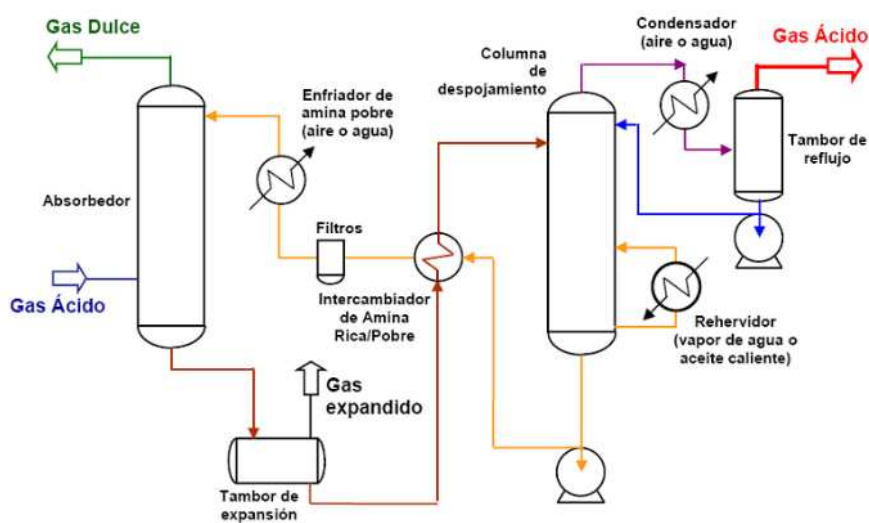 Gas Dulce
Enfriador de
amina pobre
(aire o agua)
Absorbedor
Gas Ácido
Filtros
Intercambiador
de Amina
Rica/Pobre
Gas
expandido
Tambor de
expansión
Columna
de
despojamiento
Condensador
(aire o agua)
Gas Ácido
Tambor de
reflujo
Rehervidor
(vapor de agua o
aceite caliente)